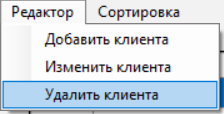 Редактор Сортировка
Добавить клиента
Изменить клиента
Удалить клиента